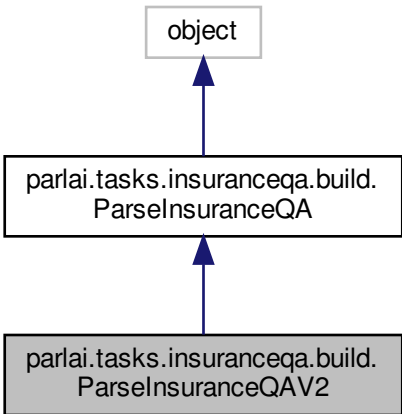 object
parlai.tasks.insuranceqa.build.
ParseInsuranceQA
parlai.tasks.insuranceqa.build.
ParseInsuranceQAV2